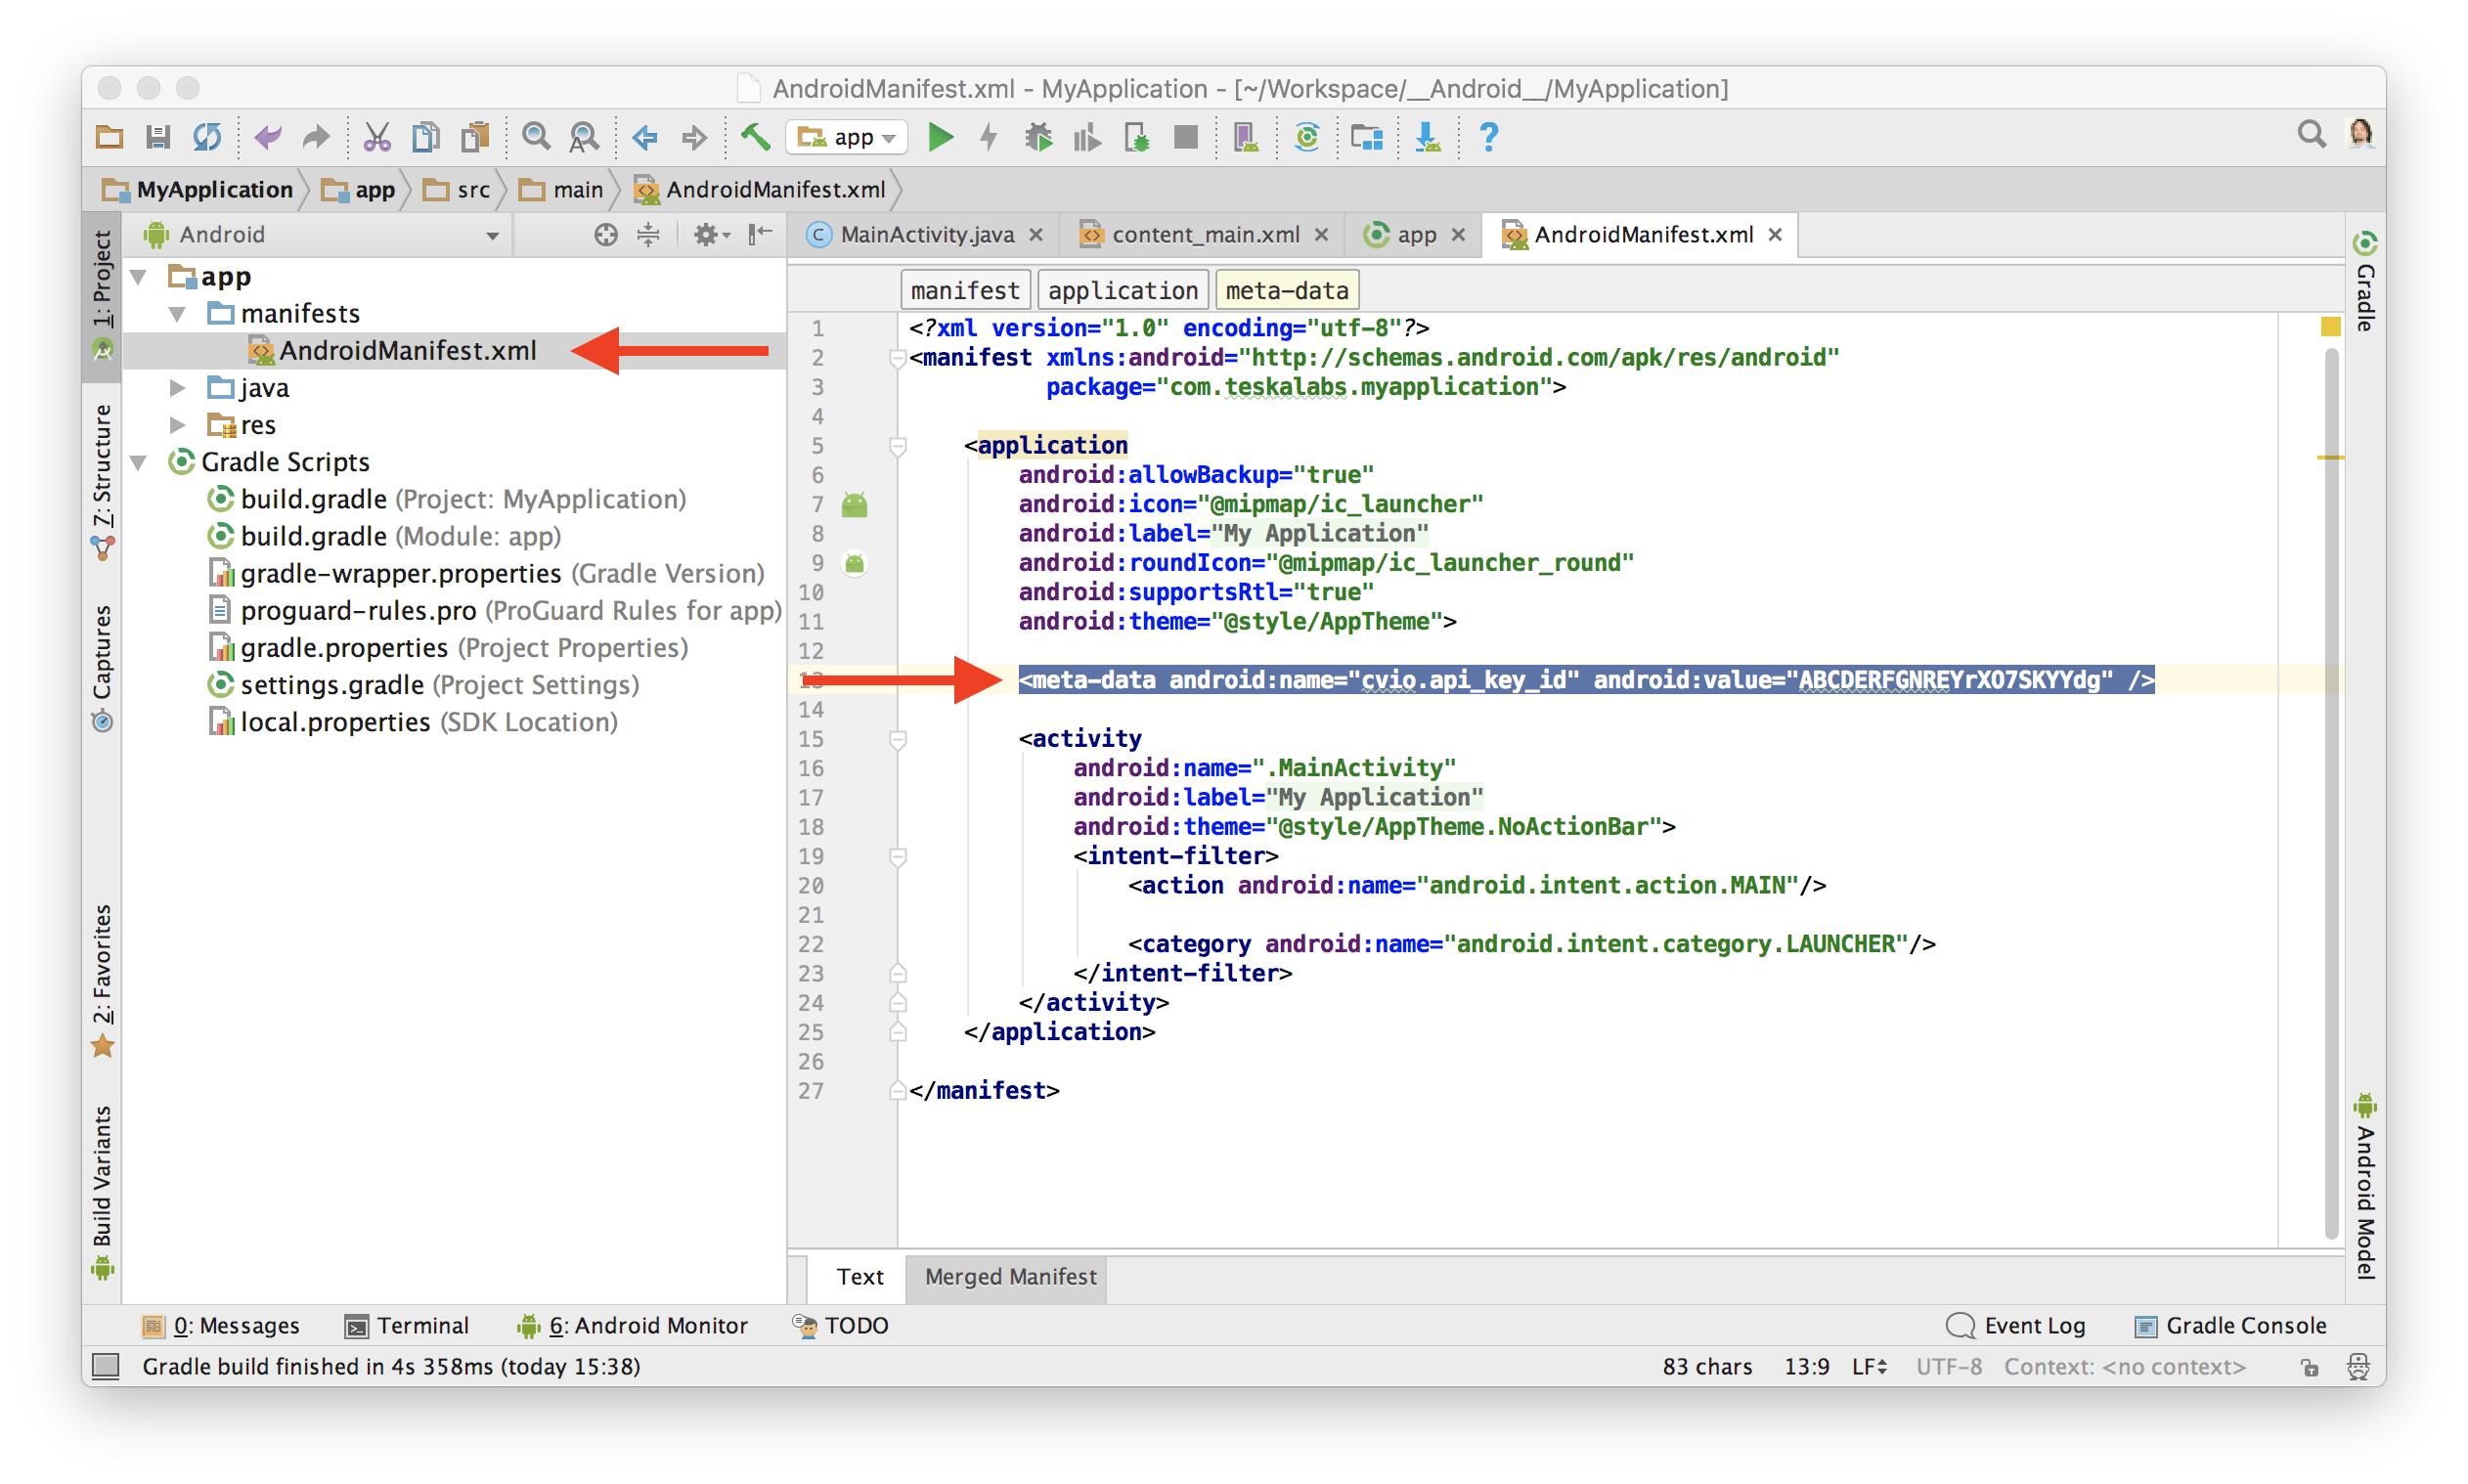 AndroidManifest.xml - MyApplication - [~/Workspace/__Android__/MyApplication]
app
MyApplication app src main AndroidManifest.xml
1: Project
7: Structure
Captures
2: Favorites
Build Variants
Android
app
manifests
AndroidManifest.xml
java
res
Gradle Scripts
build.gradle (Project: MyApplication)
build.gradle (Module: app)
gradle-wrapper.properties (Gradle Version)
proguard-rules.pro (ProGuard Rules for app)
gradle.properties (Project Properties)
settings.gradle (Project Settings)
local.properties (SDK Location)
MainActivity.java content_main.xml app AndroidManifest.xml
manifest application meta-data
1 <?xml version="1.0" encoding="utf-8"?>
2 <manifest xmlns:android="http://schemas.android.com/apk/res/android"
3 package="com.teskalabs.myapplication">
4
5 <application
6 android:allowBackup="true"
7 android:icon="@mipmap/ic_launcher"
8 android:label="My Application"
9 android:roundIcon="@mipmap/ic_launcher_round"
10 android:supportsRtl="true"
11 android:theme="@style/AppTheme">
12
13 <meta-data android:name="cvio.api_key_id" android:value="ABCDERFGNREYrXO7SKYYdg" />
14
15 <activity
16 android:name=".MainActivity"
17 android:label="My Application"
18 android:theme="@style/AppTheme.NoActionBar">
19 <intent-filter>
20 <action android:name="android.intent.action.MAIN"/>
21
22 <category android:name="android.intent.category.LAUNCHER"/>
23 </intent-filter>
24 </activity>
25 </application>
26
27 </manifest>
Text Merged Manifest
Gradle
Android Model
0: Messages Terminal 6: Android Monitor TODO Event Log Gradle Console
Gradle build finished in 4s 358ms (today 15:38) 83 chars 13:9 LF UTF-8 Context: <no context>